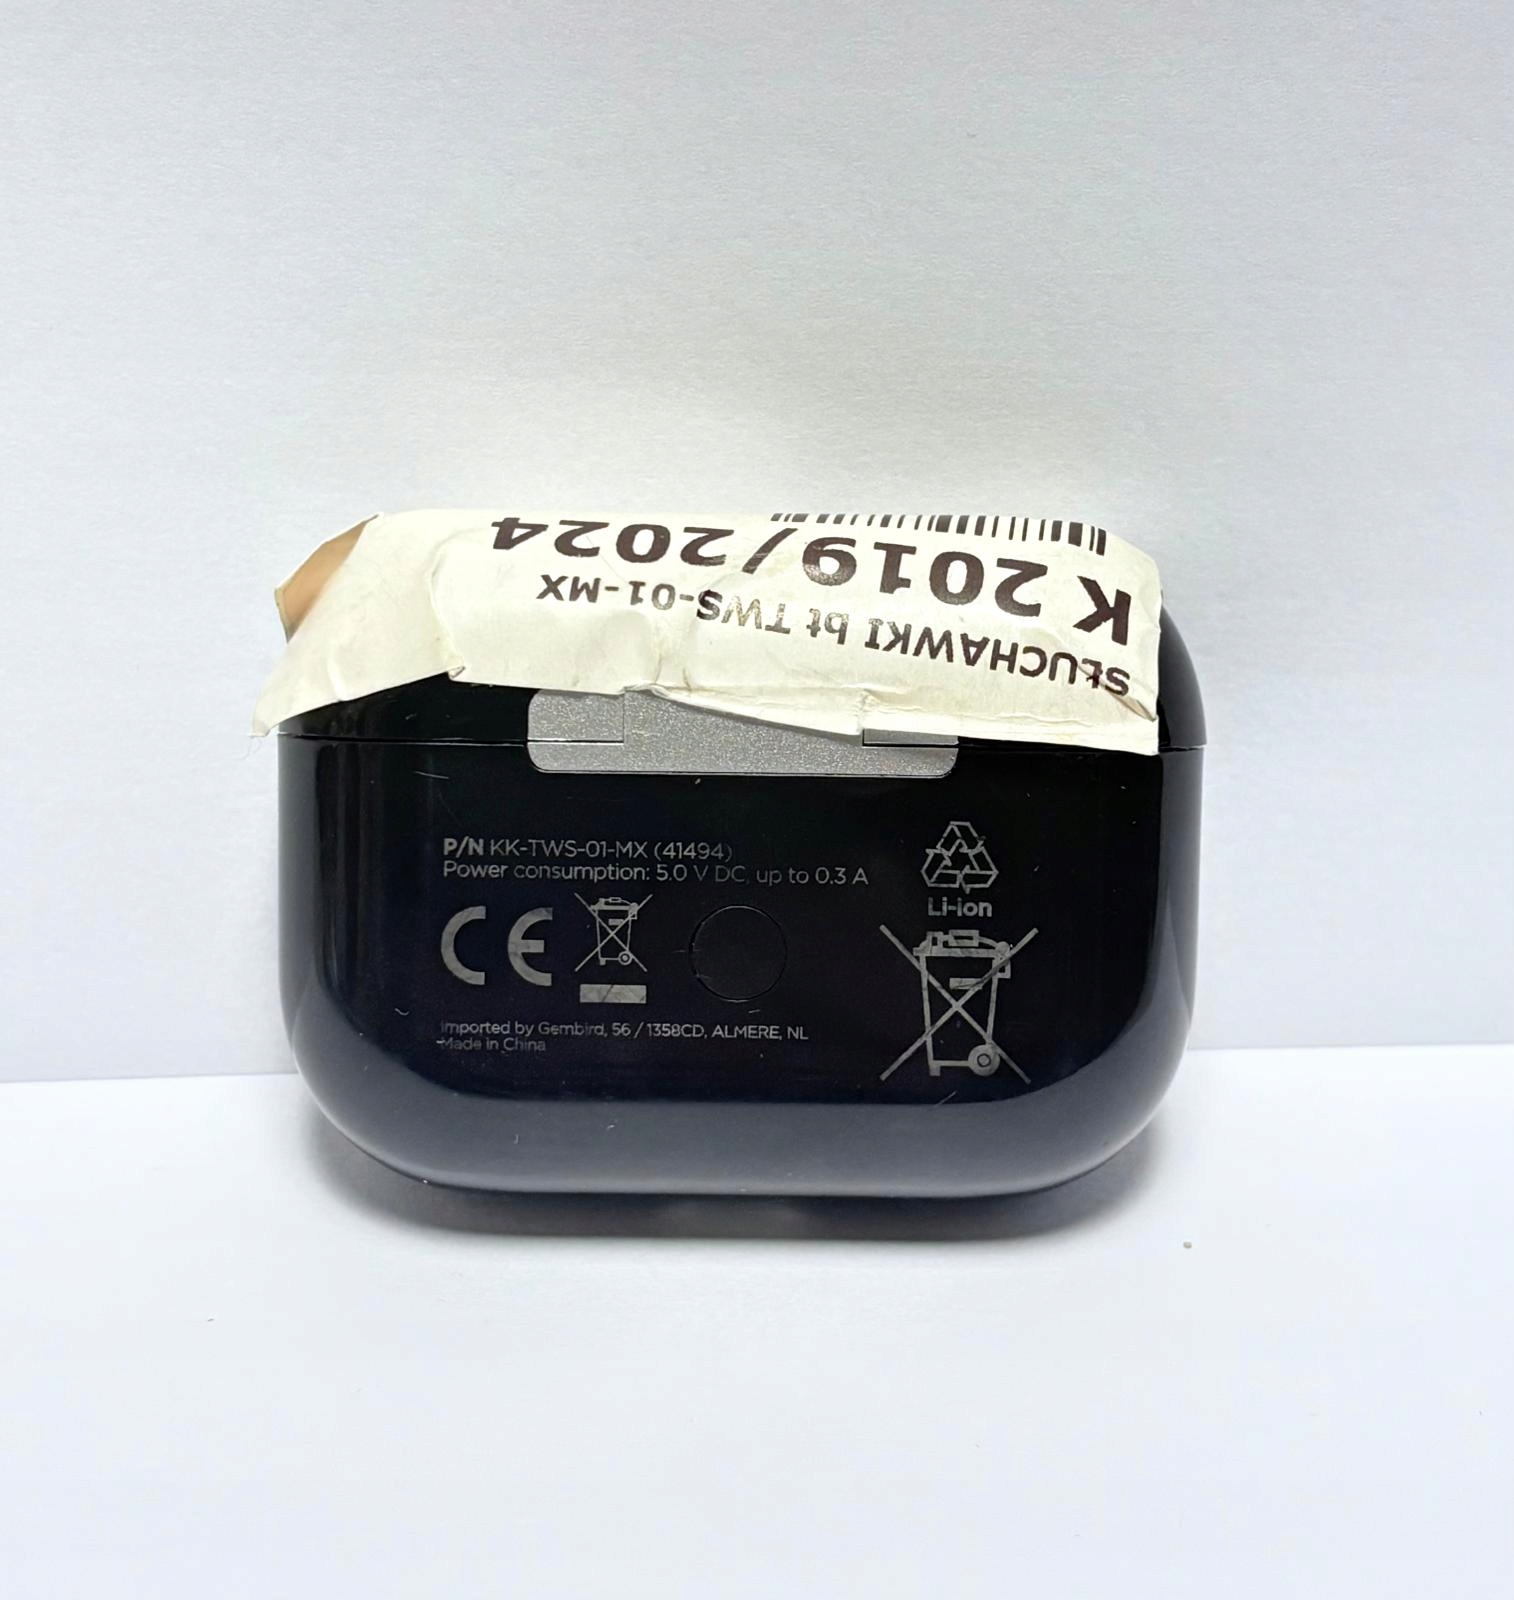 SŁUCHAWKI bt TWS-01-MX
K 2019/2024
P/N KK-TWS-01-MX (41494)
Power consumption: 5.0 V DC, up to 0.3 A
Li-ion
CE
Imported by Gembird, 56 / 1358CD, ALMERE, NL
Made in China